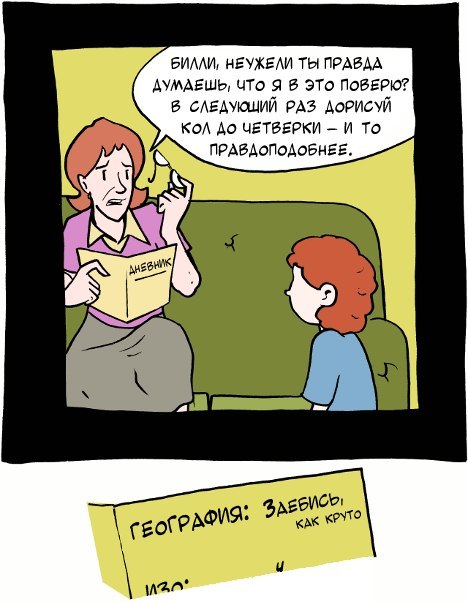 БИЛЛИ, НЕУЖЕЛИ ТЫ ПРАВДА
ДУМАЕШЬ, ЧТО Я В ЭТО ПОВЕРЮ?
В СЛЕДУЮЩИЙ РАЗ ДОРИСУЙ
КОЛ ДО ЧЕТВЕРКИ – И ТО
ПРАВДОПОДОБНЕЕ.
ДНЕВНИК
ГЕОГРАФИЯ: ЗАЕБИСЬ,
КАК КРУТО
ИЗО: